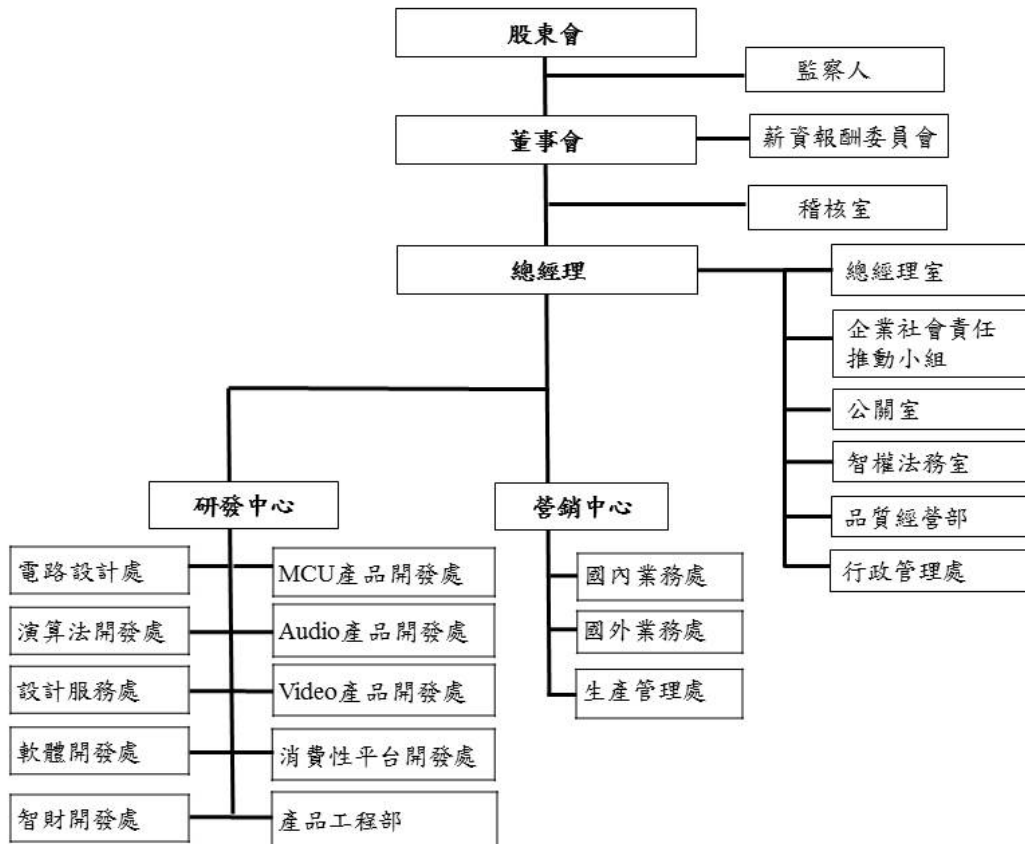 股東會
監察人
董事會
薪資報酬委員會
稽核室
總經理
總經理室
企業社會責任
推動小組
公關室
智權法務室
品質經營部
行政管理處
研發中心
營銷中心
電路設計處
MCU產品開發處
演算法開發處
Audio產品開發處
設計服務處
Video產品開發處
軟體開發處
消費性平台開發處
智財開發處
產品工程部
國內業務處
國外業務處
生產管理處